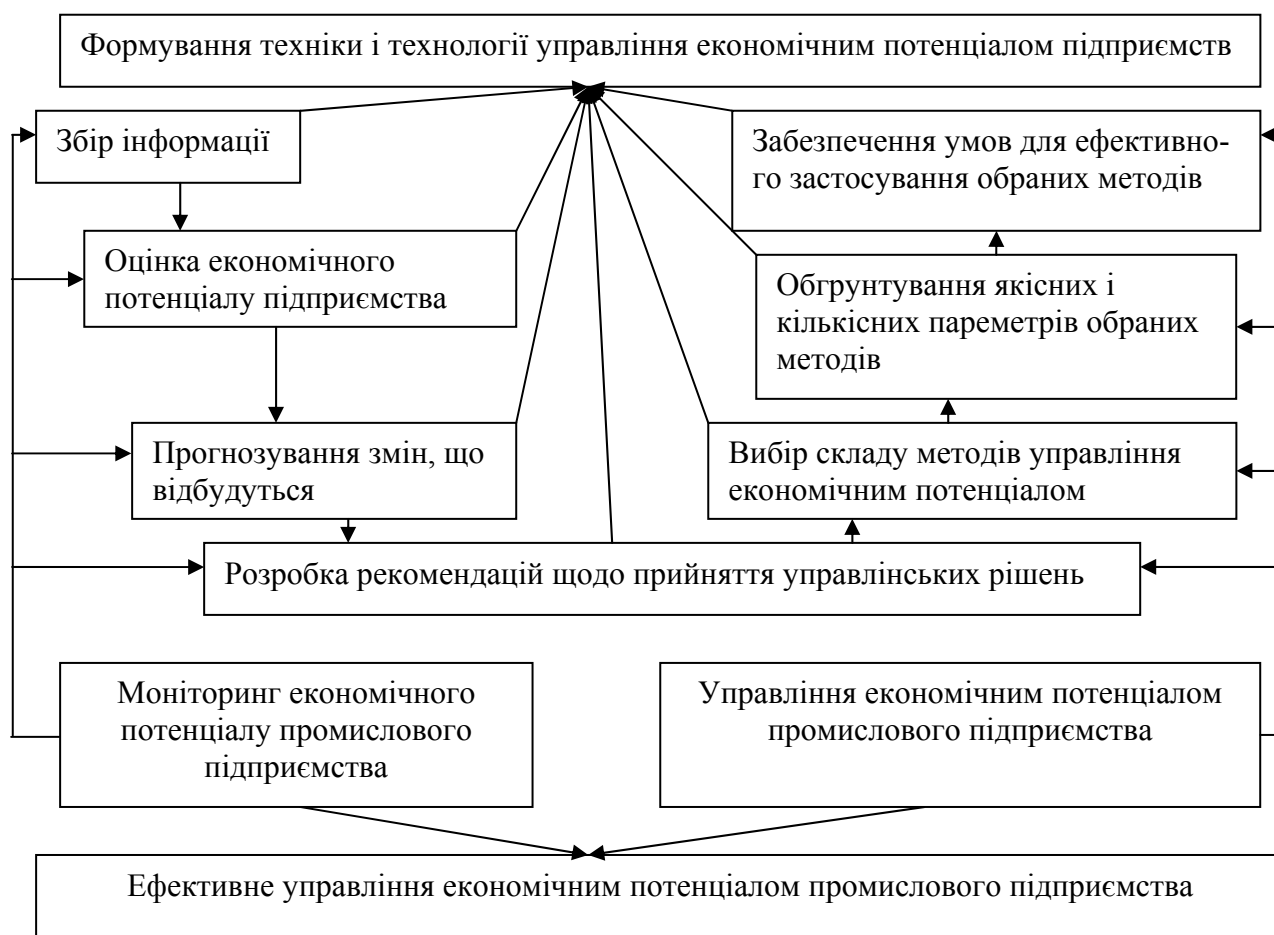 Формування техніки і технології управління економічним потенціалом підприємств
Збір інформації
Забезпечення умов для ефективно-
го застосування обраних методів
Оцінка економічного
потенціалу підприємства
Обгрунтування якісних і
кількісних пареметрів обраних
методів
Прогнозування змін, що
відбудуться
Вибір складу методів управління
економічним потенціалом
Розробка рекомендацій щодо прийняття управлінських рішень
Моніторинг економічного
потенціалу промислового
підприємства
Управління економічним потенціалом
промислового підприємства
Ефективне управління економічним потенціалом промислового підприємства